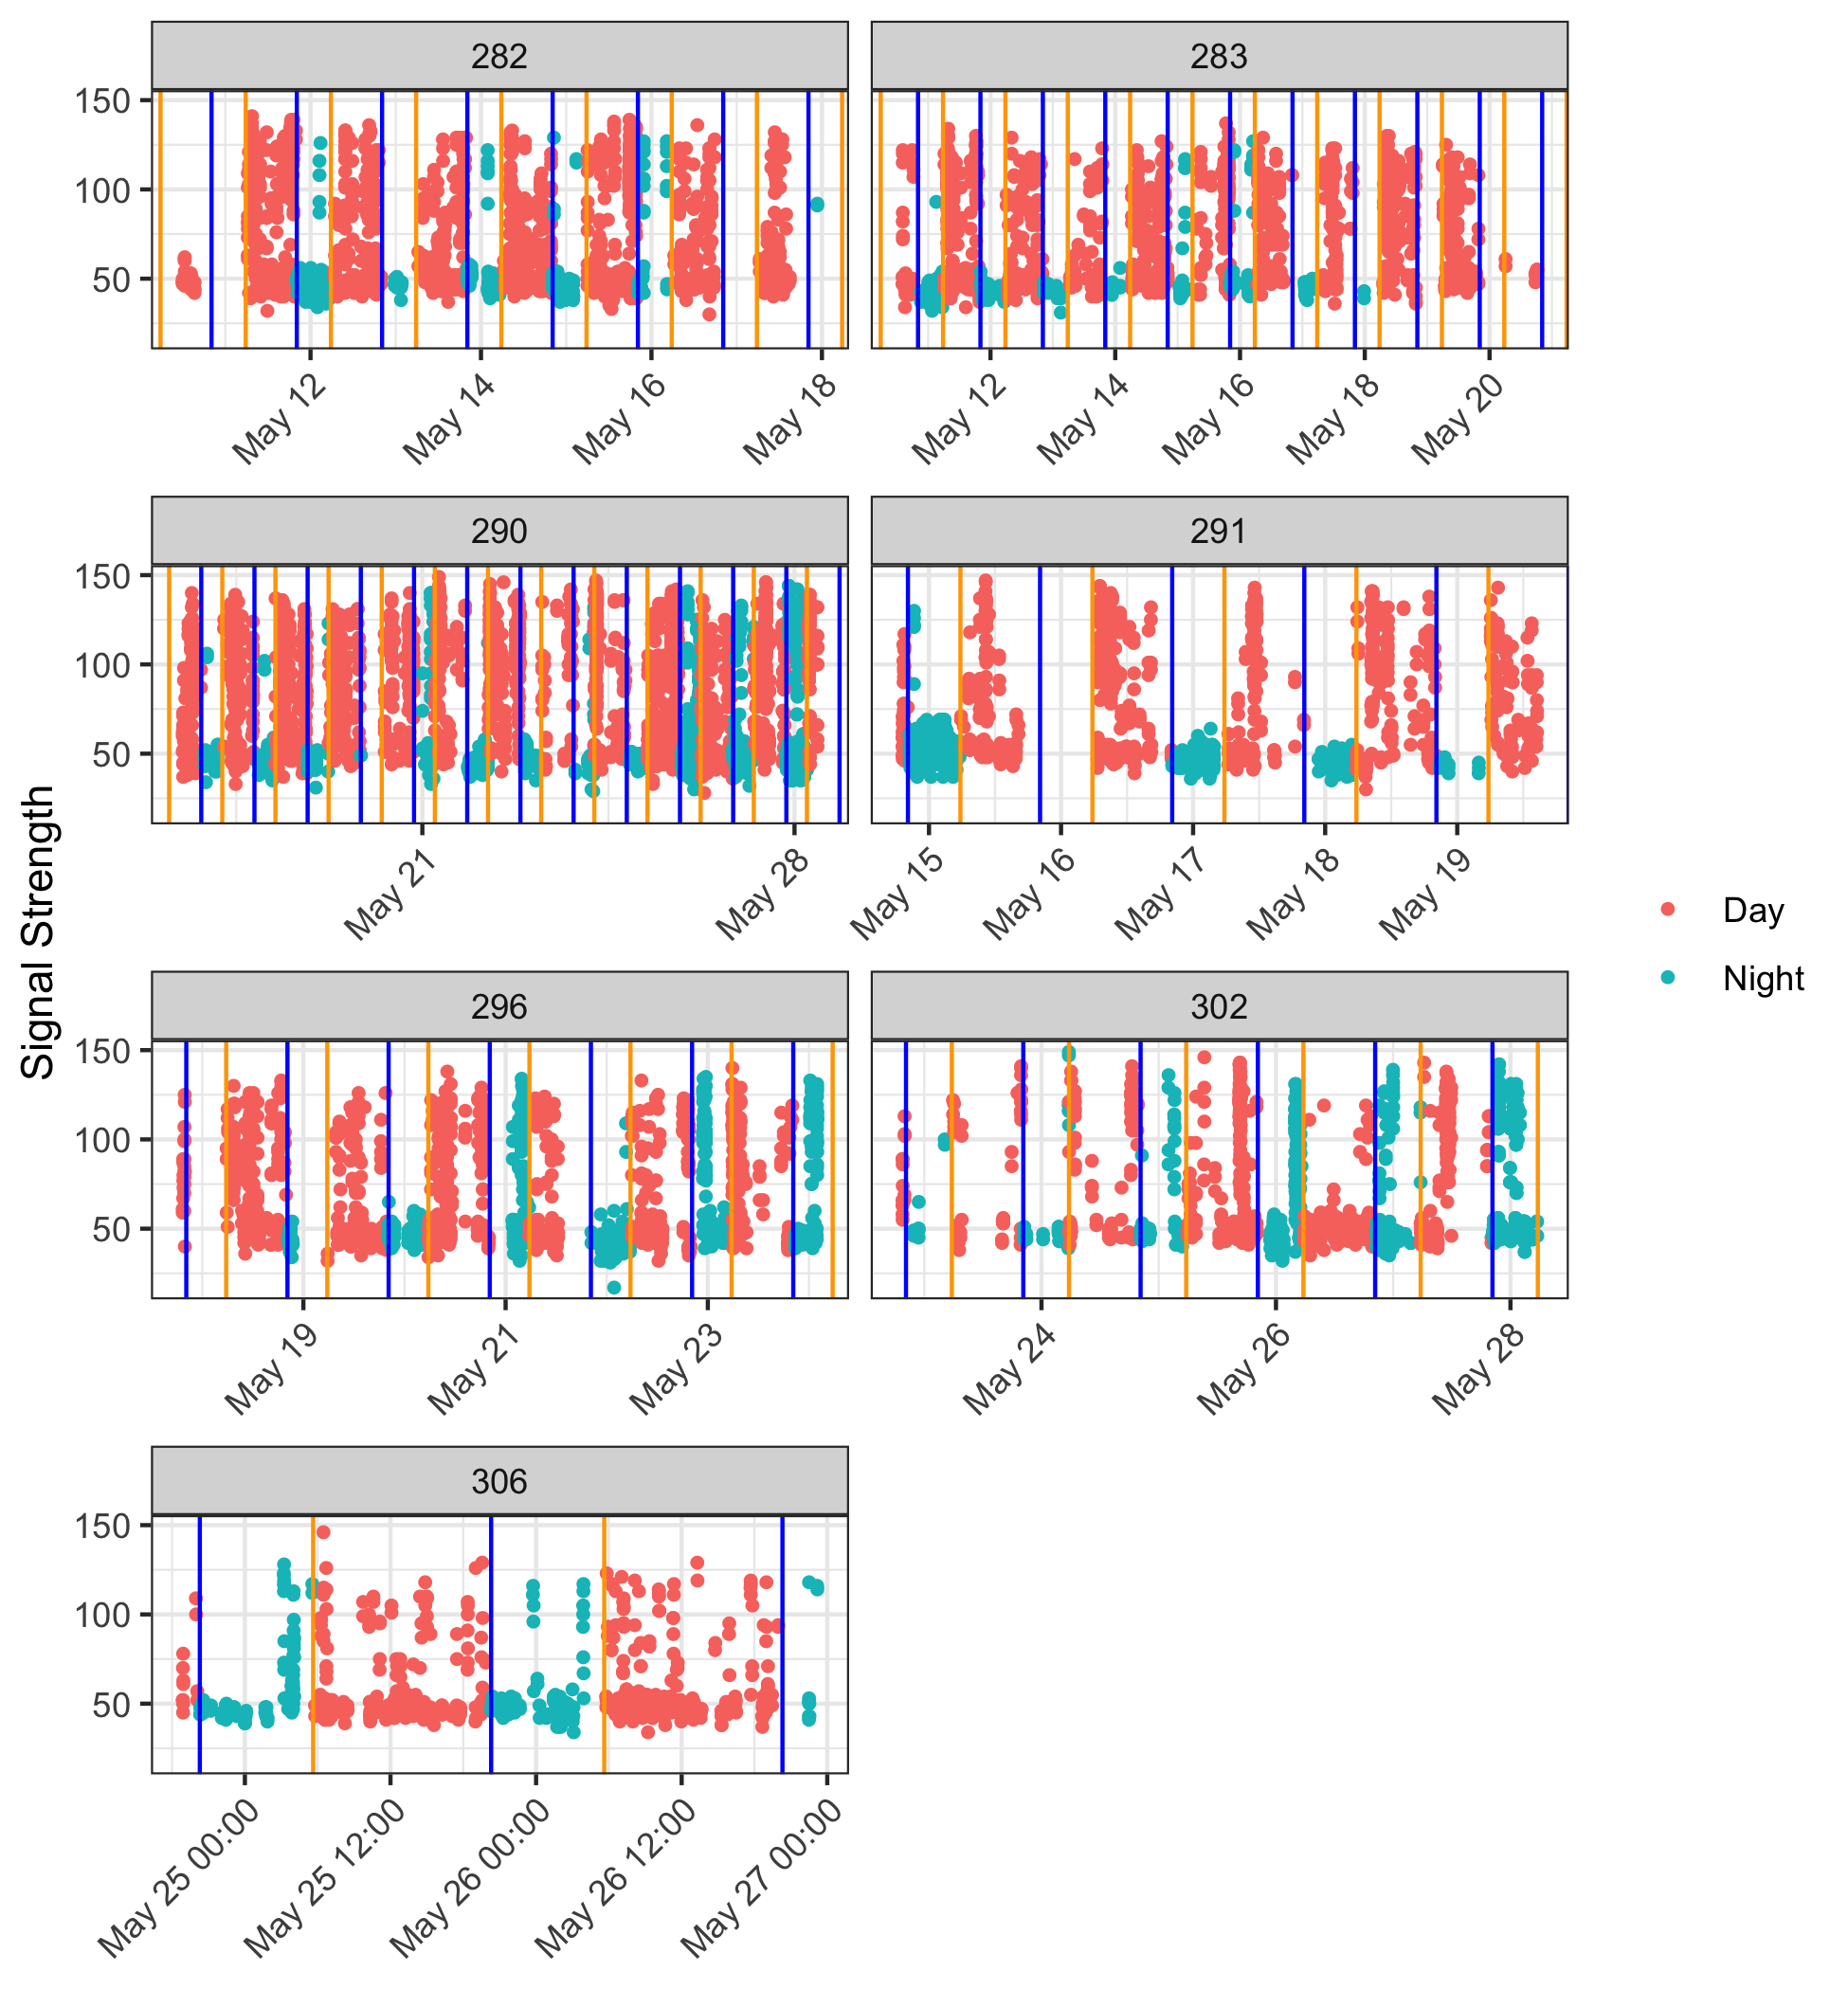 282
283
150
100
50
May 12
May 14
May 16
May 18
May 12
May 14
May 16
May 18
May 20
290
291
150
100
50
May 21
May 28
May 15
May 16
May 17
May 18
May 19
Signal Strength
Day
Night
296
302
150
100
50
May 19
May 21
May 23
May 24
May 26
May 28
306
150
100
50
May 25 00:00
May 25 12:00
May 26 00:00
May 26 12:00
May 27 00:00